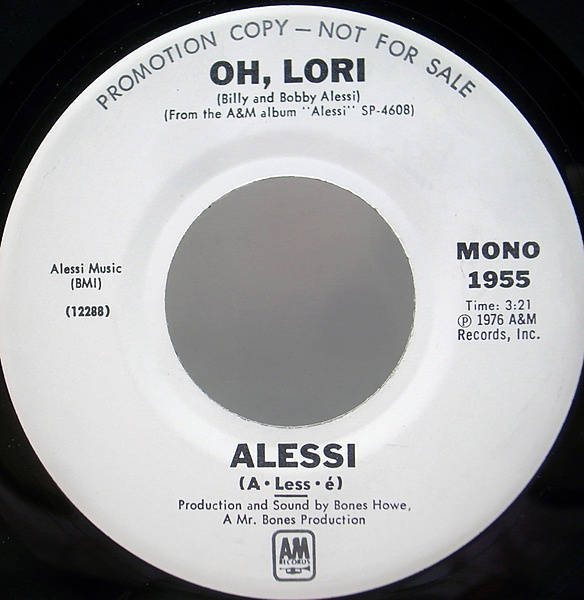 PROMOTION COPY — NOT FOR SALE
OH, LORI
(Billy and Bobby Alessi)
(From the A&M album "Alessi" SP-4608)
Alessi Music
(BMI)
(12288)
MONO
1955
Time: 3:21
℗ 1976 A&M
Records, Inc.
ALESSI
(A • Less • é)
Production and Sound by Bones Howe,
A Mr. Bones Production
AM
RECORDS